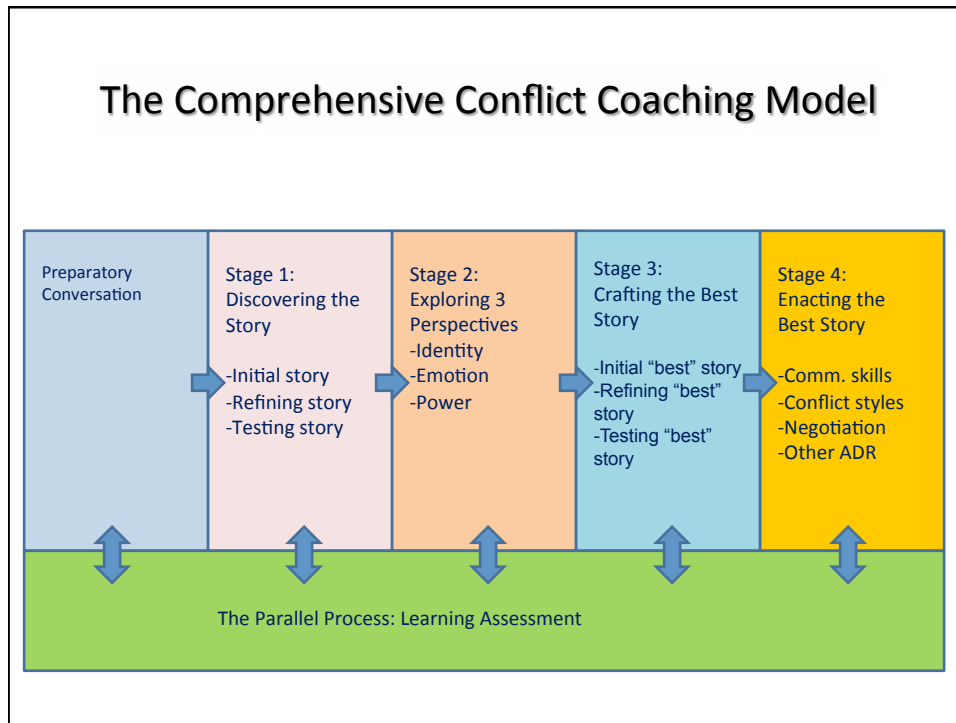 The Comprehensive Conflict Coaching Model
Preparatory
Conversation
Stage 1:
Discovering the
Story
-Initial story
-Refining story
-Testing story
Stage 2:
Exploring 3
Perspectives
-Identity
-Emotion
-Power
Stage 3:
Crafting the Best
Story
-Initial “best” story
-Refining “best”
story
-Testing “best”
story
Stage 4:
Enacting the
Best Story
-Comm. skills
-Conflict styles
-Negotiation
-Other ADR
The Parallel Process: Learning Assessment